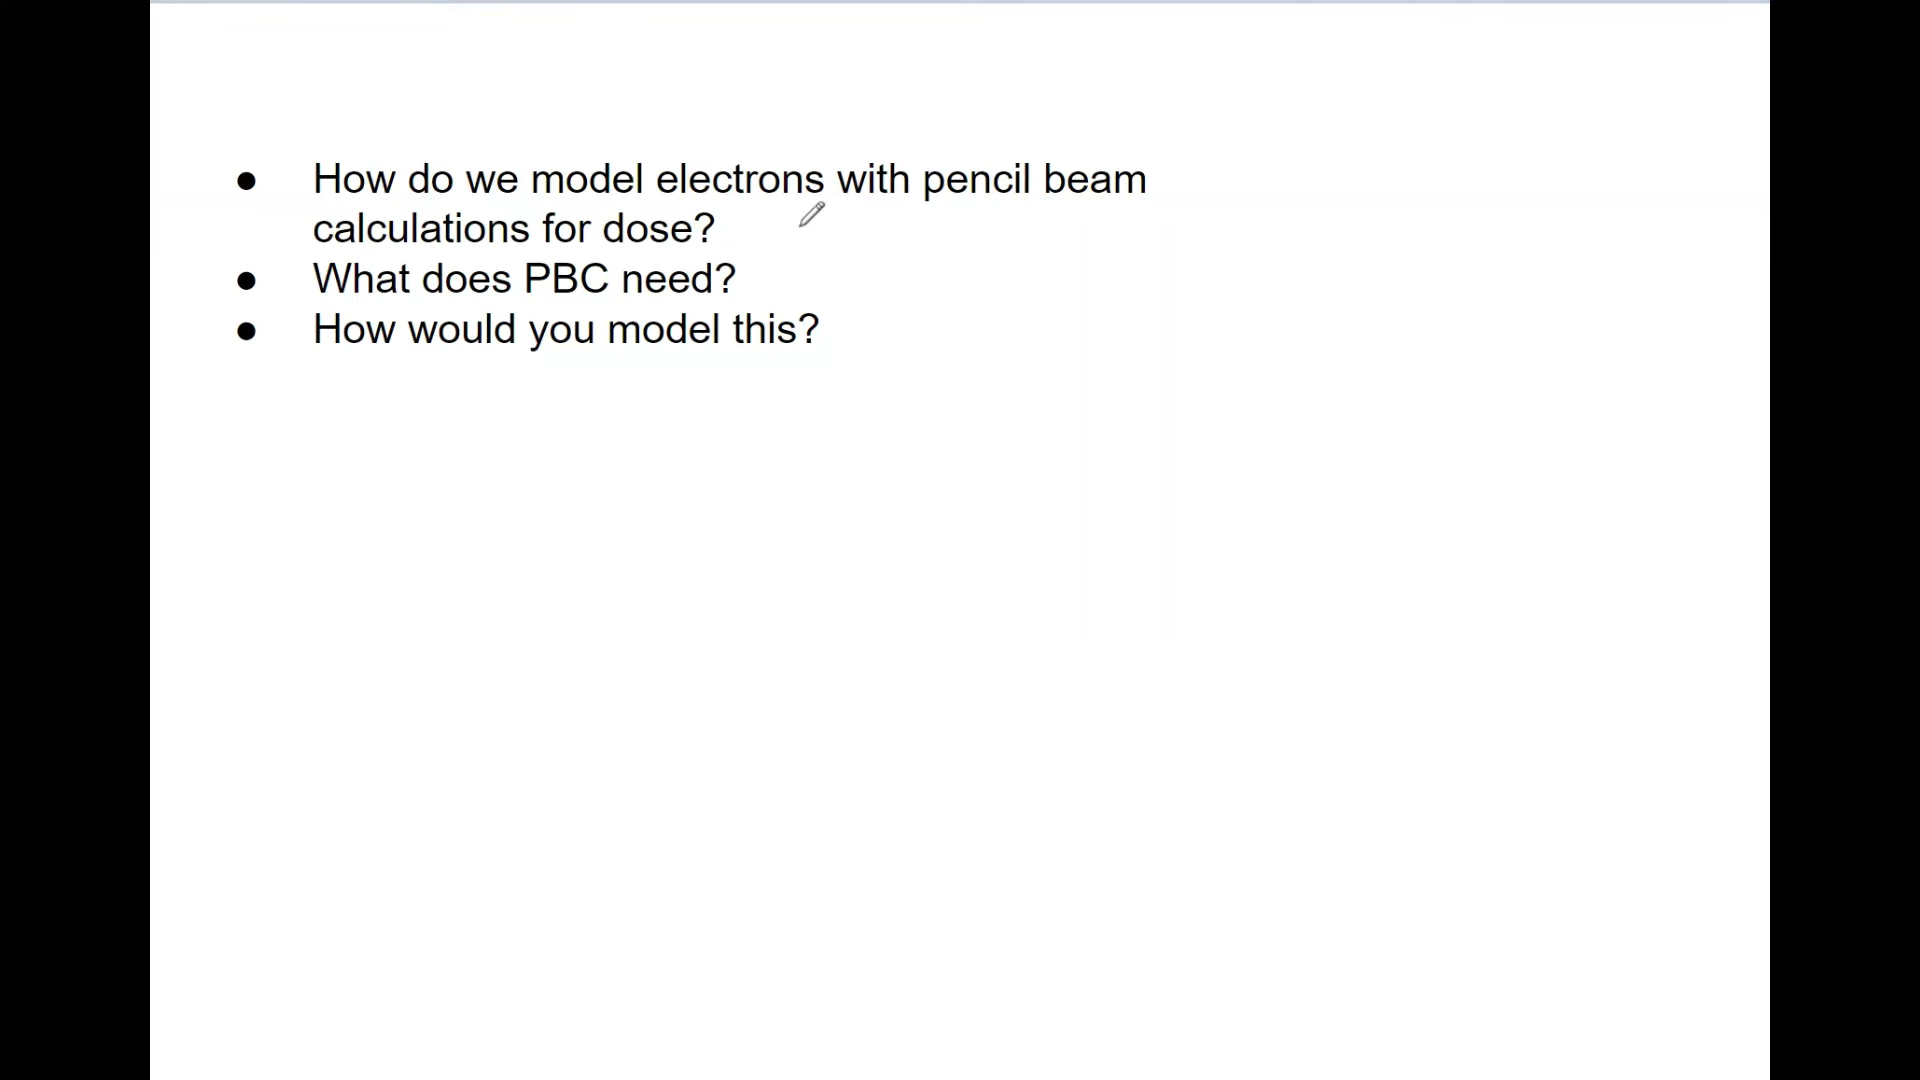 ● How do we model electrons with pencil beam
calculations for dose?
● What does PBC need?
● How would you model this?